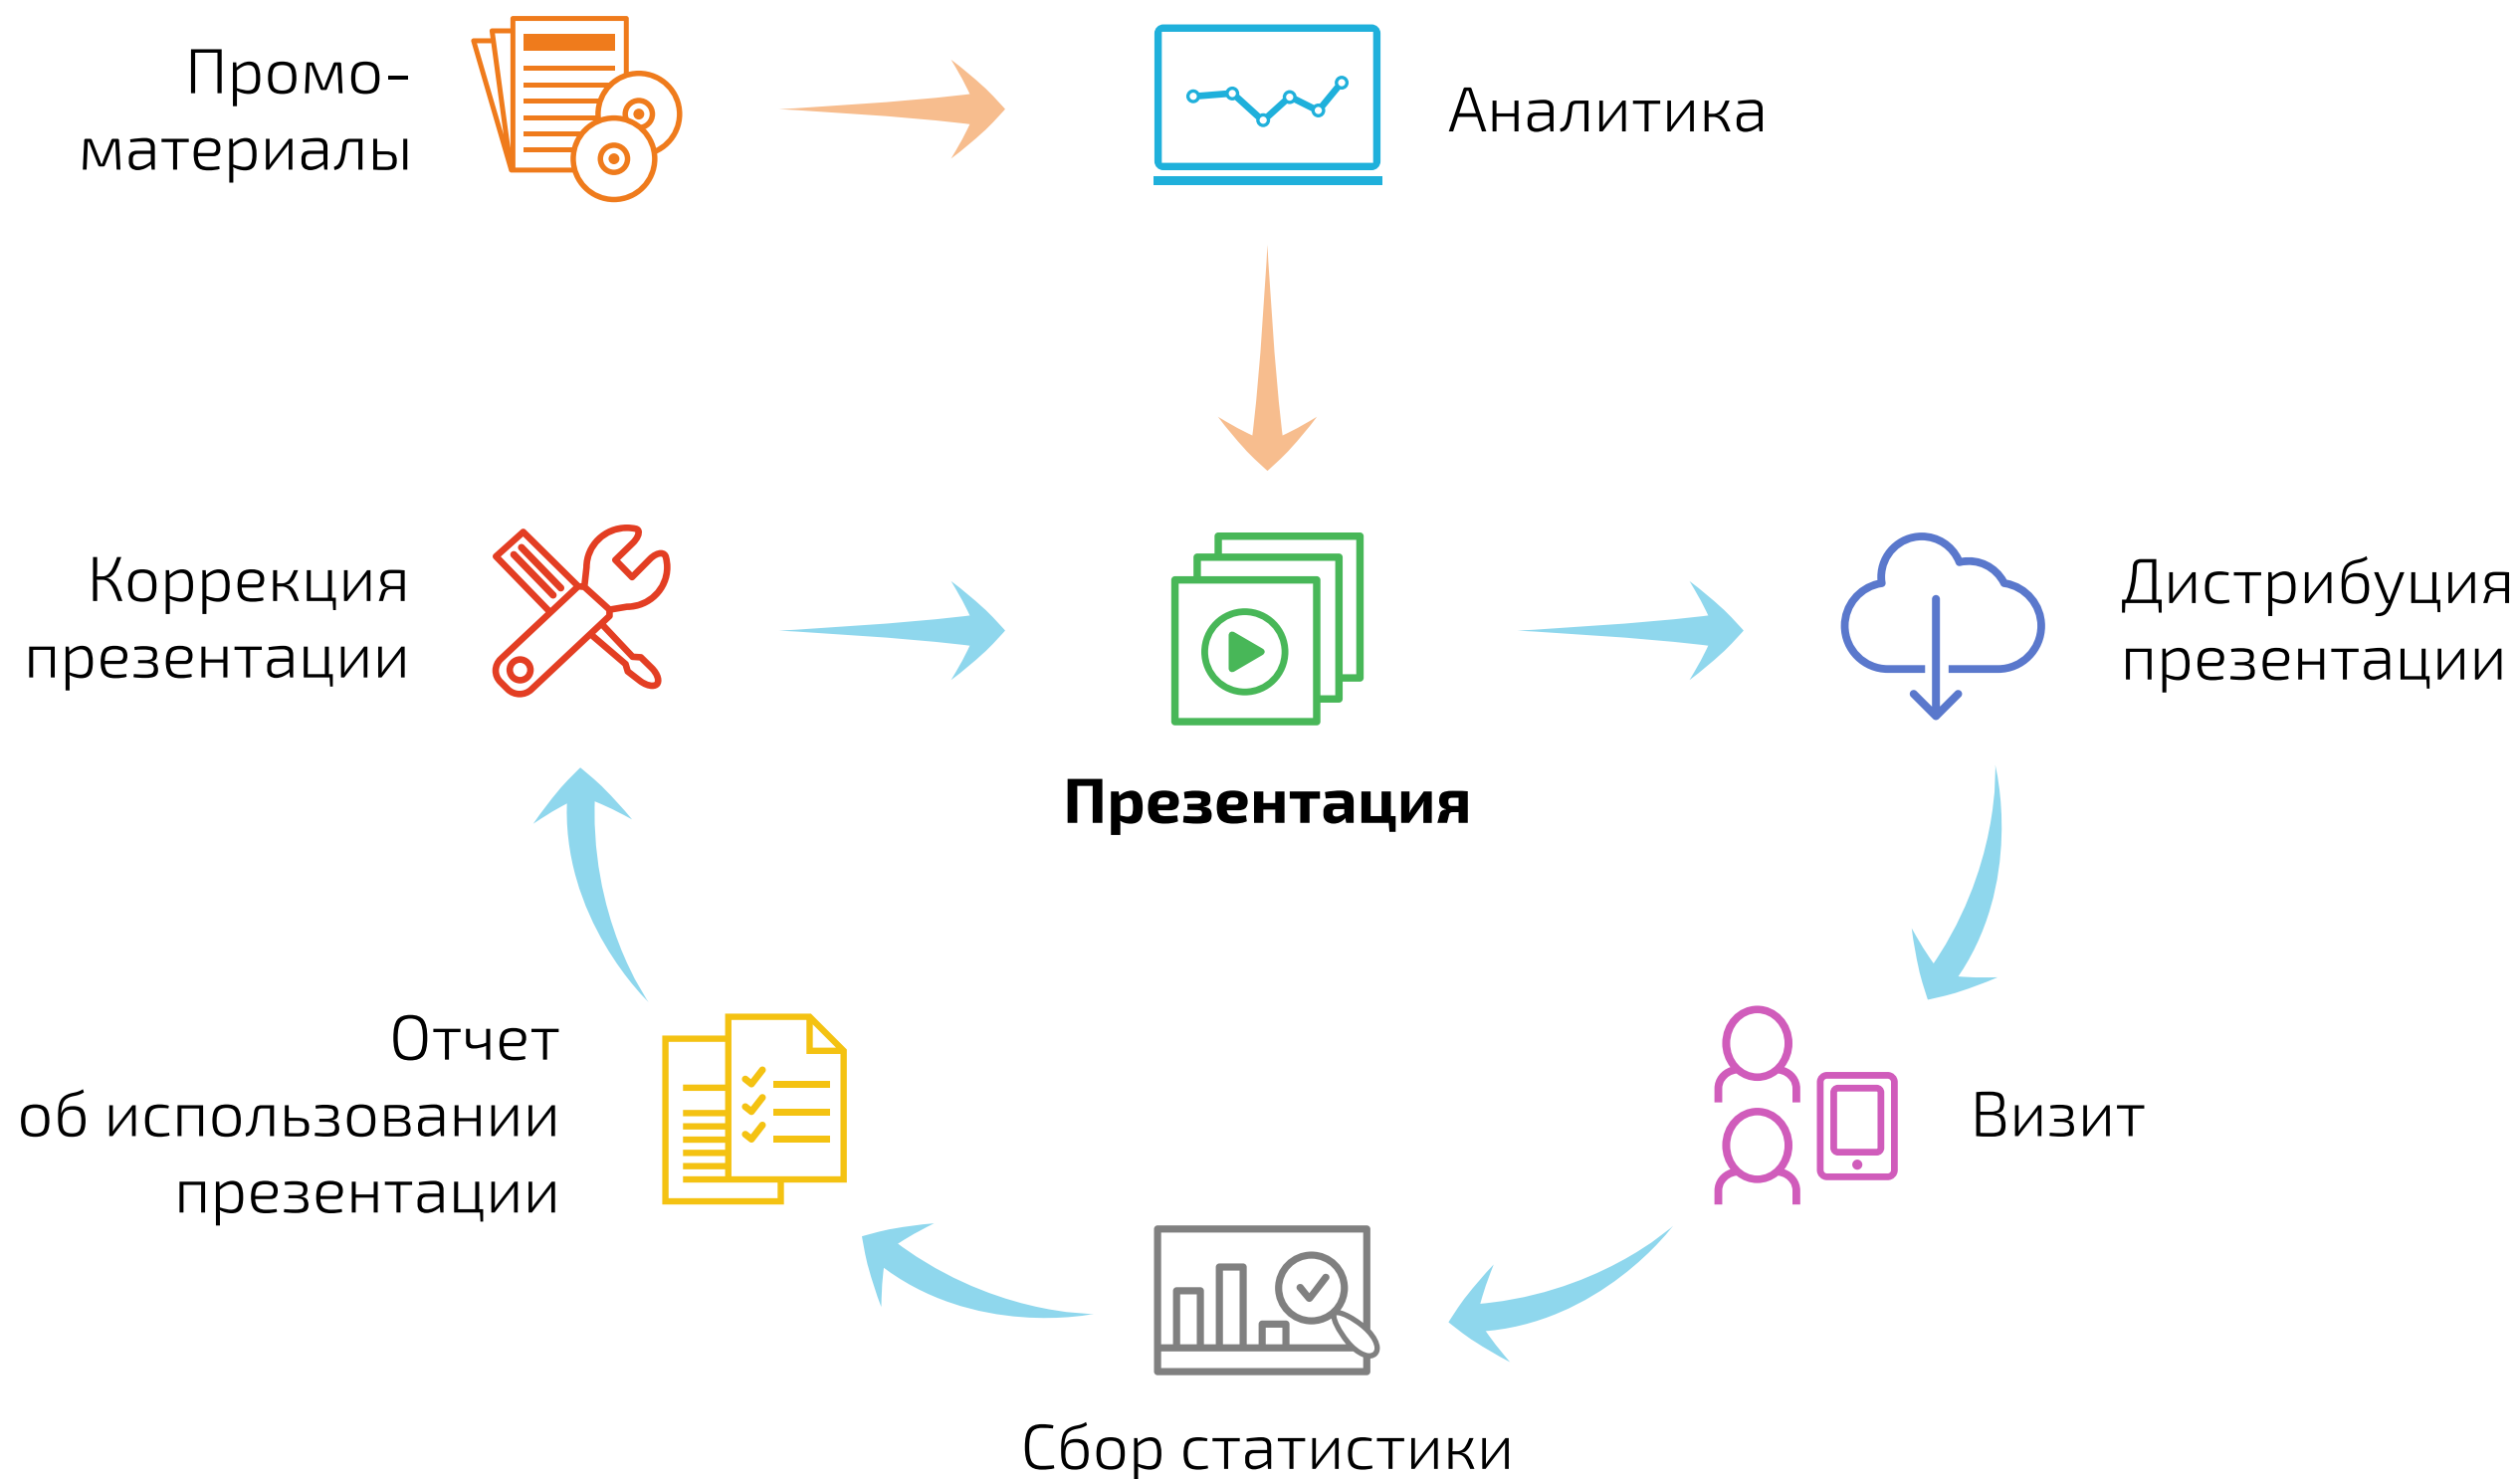 Промо-
материалы
Аналитика
Коррекция
презентации
Презентация
Дистрибуция
презентации
Отчет
об использовании
презентации
Визит
Сбор статистики